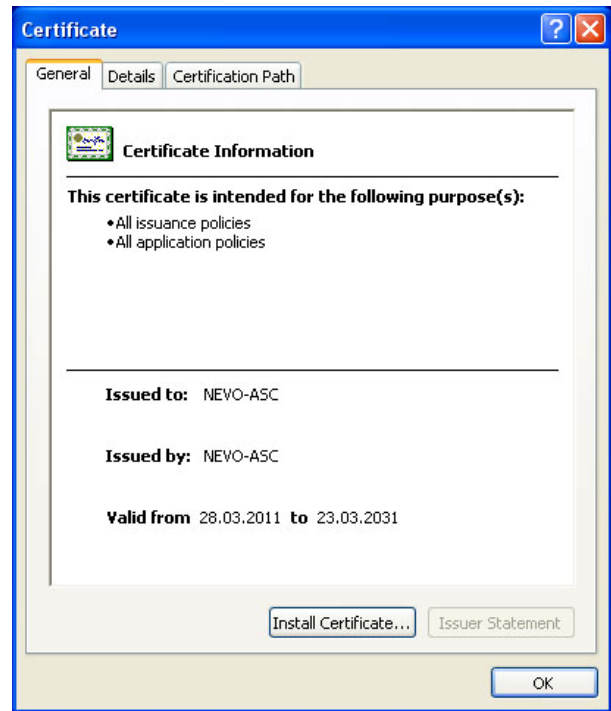 Certificate
General Details Certification Path
Certificate Information
This certificate is intended for the following purpose(s):
•All issuance policies
•All application policies
Issued to: NEVO-ASC
Issued by: NEVO-ASC
Valid from 28.03.2011 to 23.03.2031
Install Certificate... Issuer Statement
OK